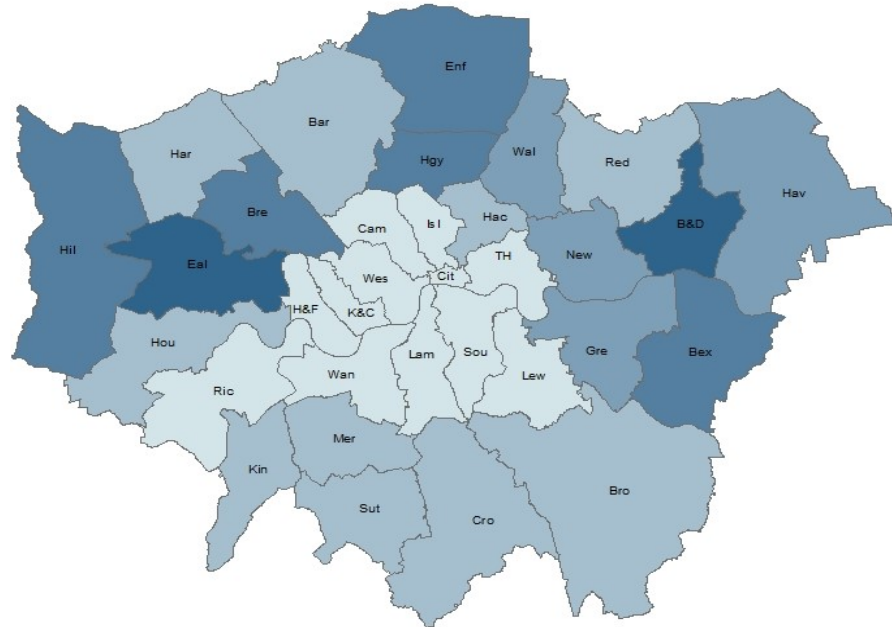 Enf
Bar
Hgy
Wal
Har
Red
Hav
Bre
Hac
Isl
Cam
B&D
Hil
Eal
TH
New
Wes
Cit
H&F
K&C
Hou
Gre
Bex
Lam
Sou
Wan
Lew
Ric
Mer
Kin
Bro
Sut
Cro